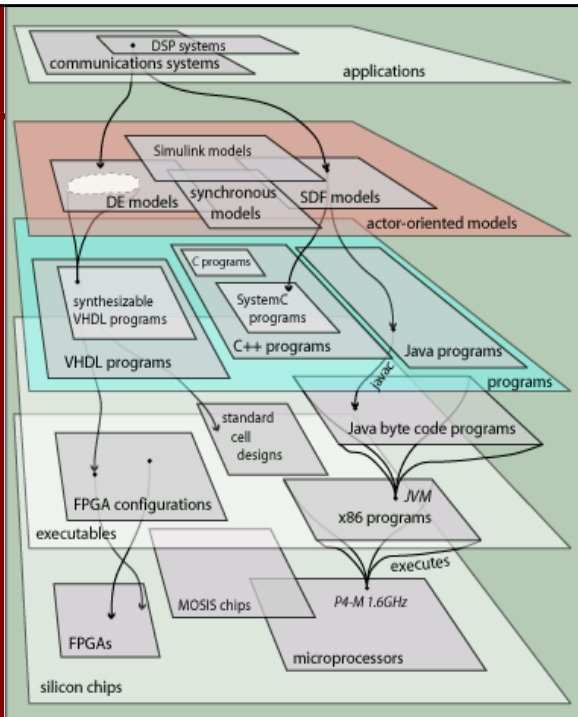 DSP systems
communications systems
applications
Simulink models
DE models
synchronous
models
SDF models
actor-oriented models
C programs
synthesizable
VHDL programs
SystemC
programs
VHDL programs
C++ programs
Java programs
javac
programs
standard
cell
designs
Java byte code programs
FPGA configurations
JVM
x86 programs
executables
executes
MOSIS chips
P4-M 1.6GHz
FPGAs
microprocessors
silicon chips